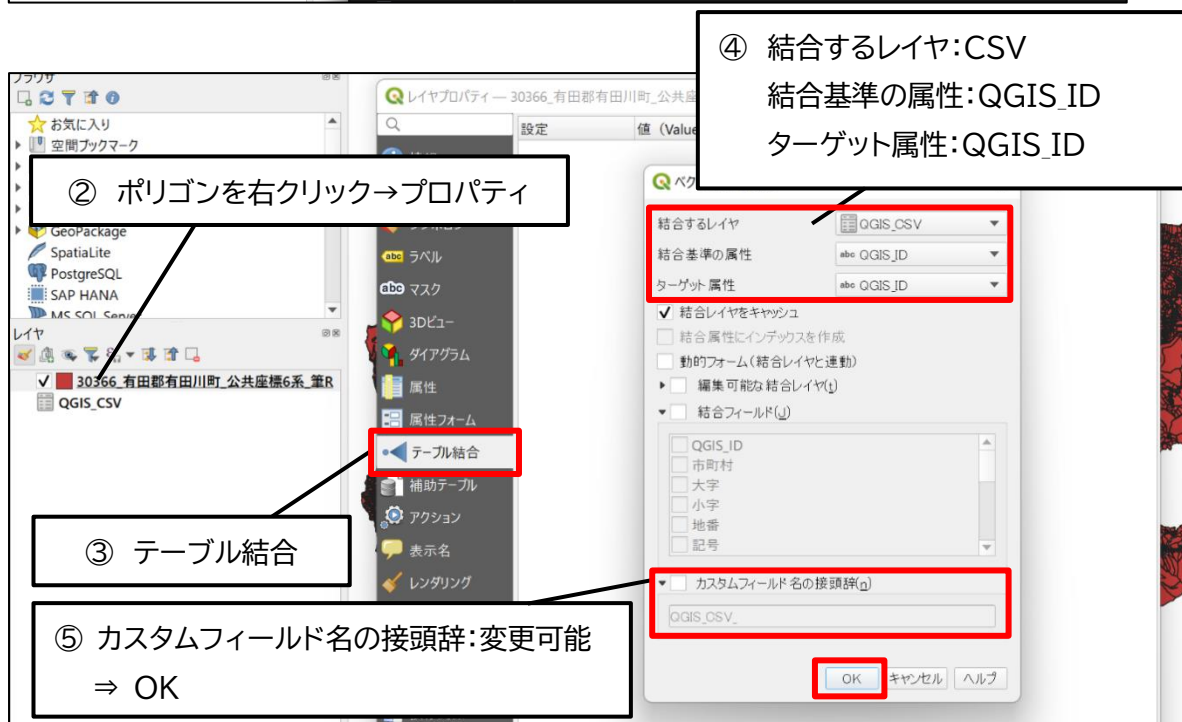 ④ 結合するレイヤ：CSV
結合基準の属性：QGIS_ID
ターゲット属性：QGIS_ID
ブラウザ
お気に入り
空間ブックマーク
② ポリゴンを右クリック→プロパティ
GeoPackage
SpatiaLite
PostgreSQL
SAP HANA
MS SQL Server
レイヤ
30366_有田郡有田川町_公共座標6系_筆R
QGIS_CSV
③ テーブル結合
⑤ カスタムフィールド名の接頭辞：変更可能
⇒ OK
レイヤプロパティ — 30366_有田郡有田川町_公共座
設定
値 (Value
ラベル
マスク
3Dビュー
ダイアグラム
属性
属性フォーム
テーブル結合
補助テーブル
アクション
表示名
レンダリング
ベク
結合するレイヤ
QGIS_CSV
結合基準の属性
abc QGIS_ID
ターゲット属性
abc QGIS_ID
結合レイヤをキャッシュ
結合属性にインデックスを作成
動的フォーム(結合レイヤと連動)
編集可能な結合レイヤ(t)
結合フィールド(J)
QGIS_ID
市町村
大字
小字
地番
記号
カスタムフィールド名の接頭辞(n)
QGIS_CSV_
OK
キャンセル
ヘルプ